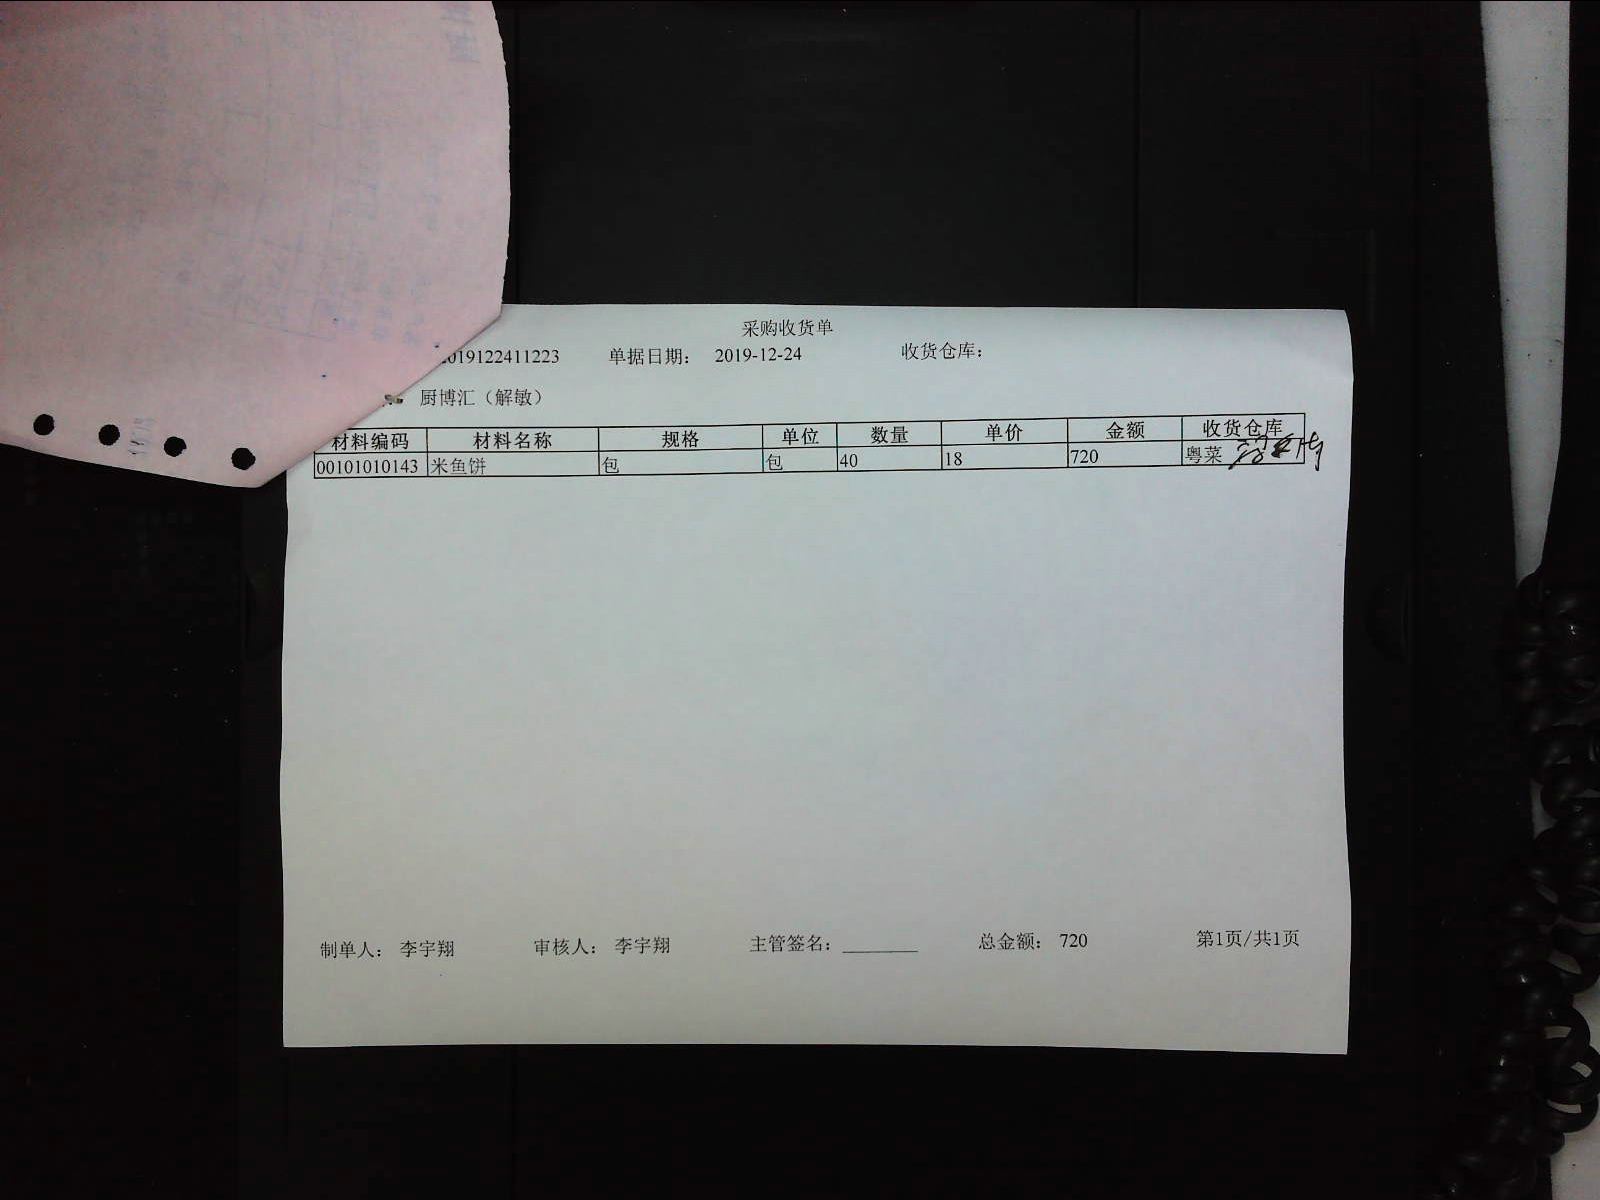 采购收货单
019122411223 单据日期： 2019-12-24 收货仓库：
厨博汇（解敏）
材料编码 材料名称 规格 单位 数量 单价 金额 收货仓库
00101010143 米鱼饼 包 包 40 18 720 粤菜
制单人： 李宇翔 审核人： 李宇翔 主管签名： ________ 总金额： 720 第1页/共1页